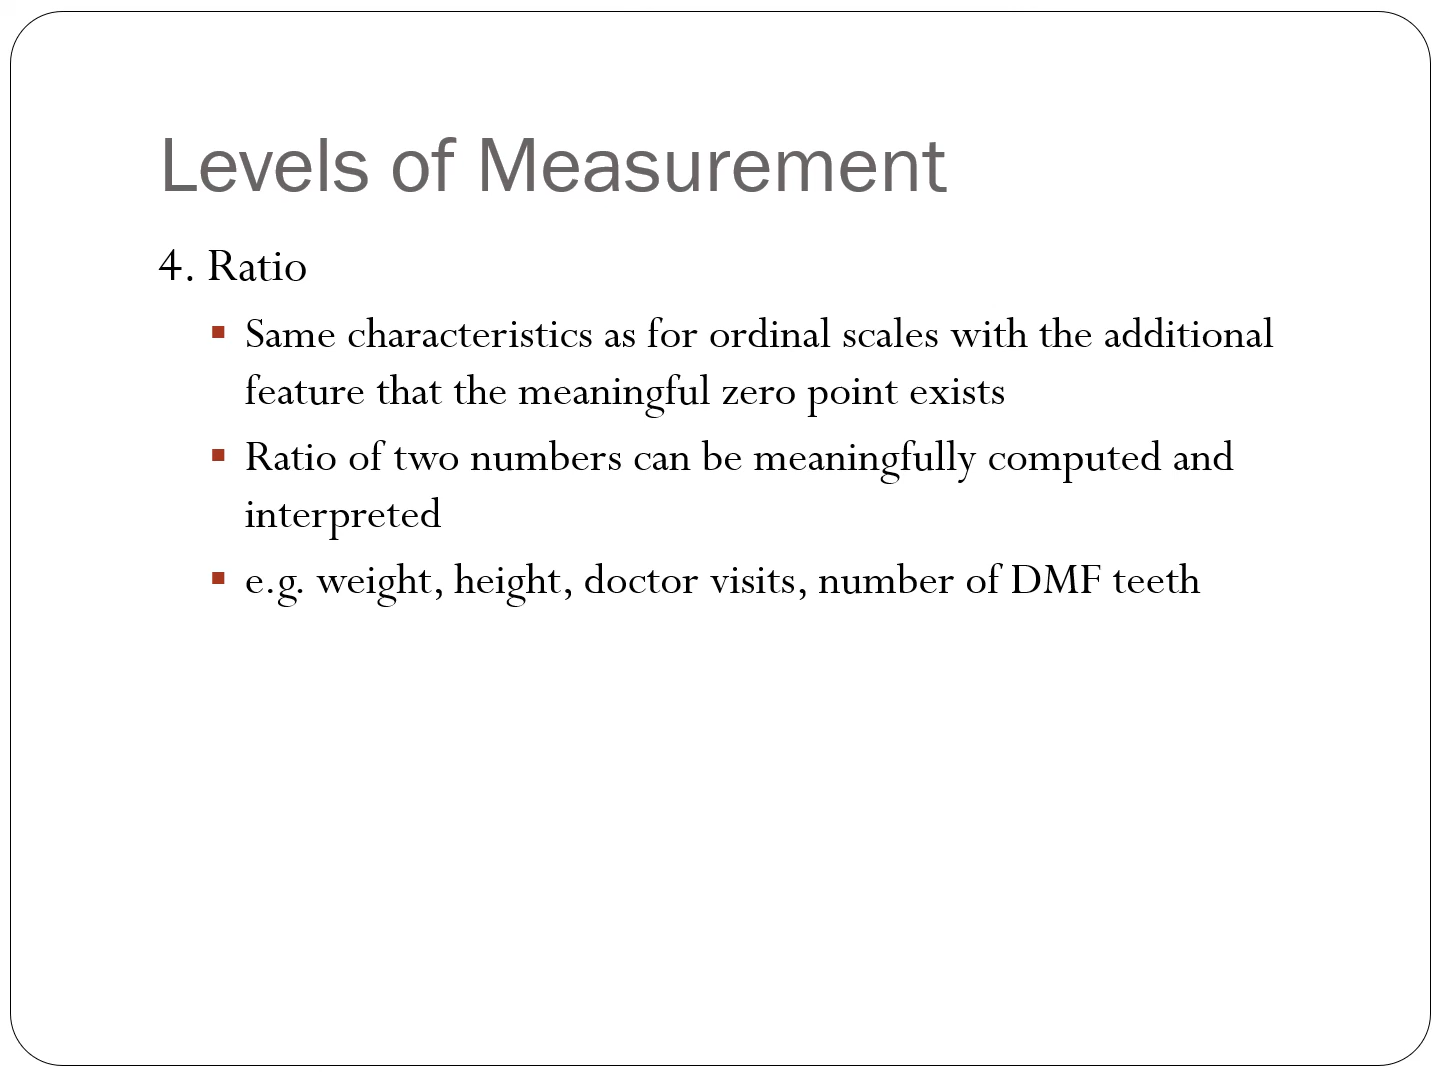 Levels of Measurement
4. Ratio
▪ Same characteristics as for ordinal scales with the additional
feature that the meaningful zero point exists
▪ Ratio of two numbers can be meaningfully computed and
interpreted
▪ e.g. weight, height, doctor visits, number of DMF teeth